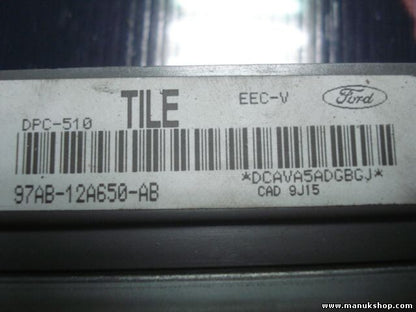 DPC-510 TILE EEC-V Ford
97AB-12A650-AB *DCAVA5ADGBGJ*
CAD 9J15
www.manukshop.com